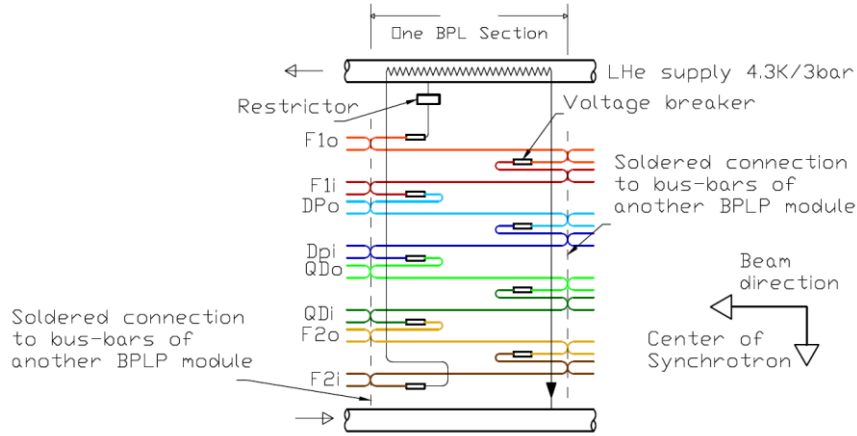 One BPL Section
LHe supply 4.3K/3bar
Restrictor
Voltage breaker
F1o
Soldered connection
to bus-bars of
another BPLP module
F1i
DPo
Dpi
QDo
Beam
direction
QDi
F2o
Soldered connection
to bus-bars of
another BPLP module
Center of
Synchrotron
F2i